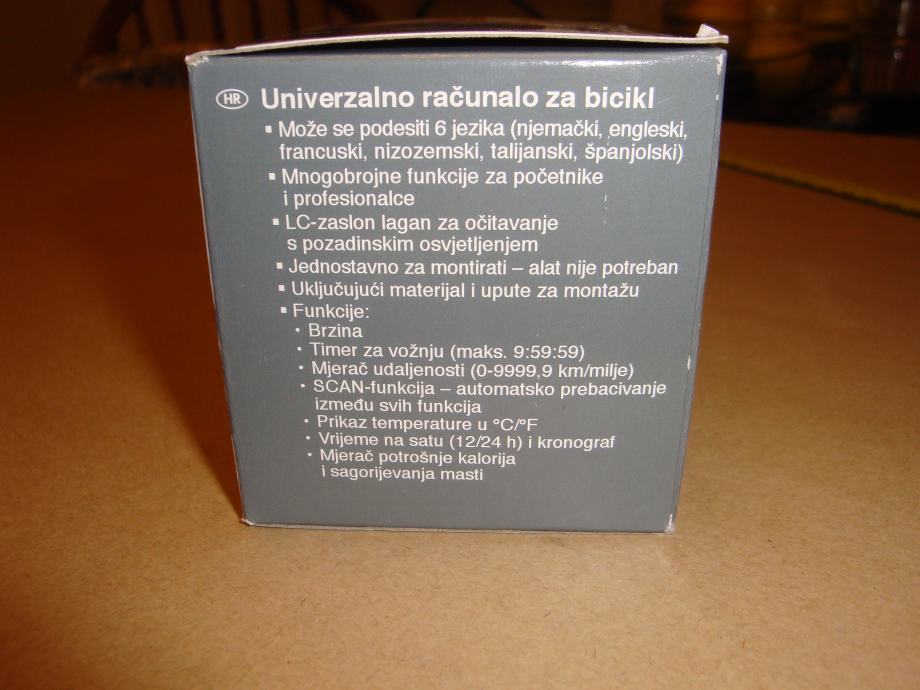 HR Univerzalno računalo za bicikl
▪ Može se podesiti 6 jezika (njemački, engleski,
francuski, nizozemski, talijanski, španjolski)
▪ Mnogobrojne funkcije za početnike
i profesionalce
▪ LC-zaslon lagan za očitavanje
s pozadinskim osvjetljenjem
▪ Jednostavno za montirati – alat nije potreban
▪ Uključujući materijal i upute za montažu
▪ Funkcije:
· Brzina
· Timer za vožnju (maks. 9:59:59)
· Mjerač udaljenosti (0-9999,9 km/milje)
· SCAN-funkcija – automatsko prebacivanje
između svih funkcija
· Prikaz temperature u °C/°F
· Vrijeme na satu (12/24 h) i kronograf
· Mjerač potrošnje kalorija
i sagorijevanja masti